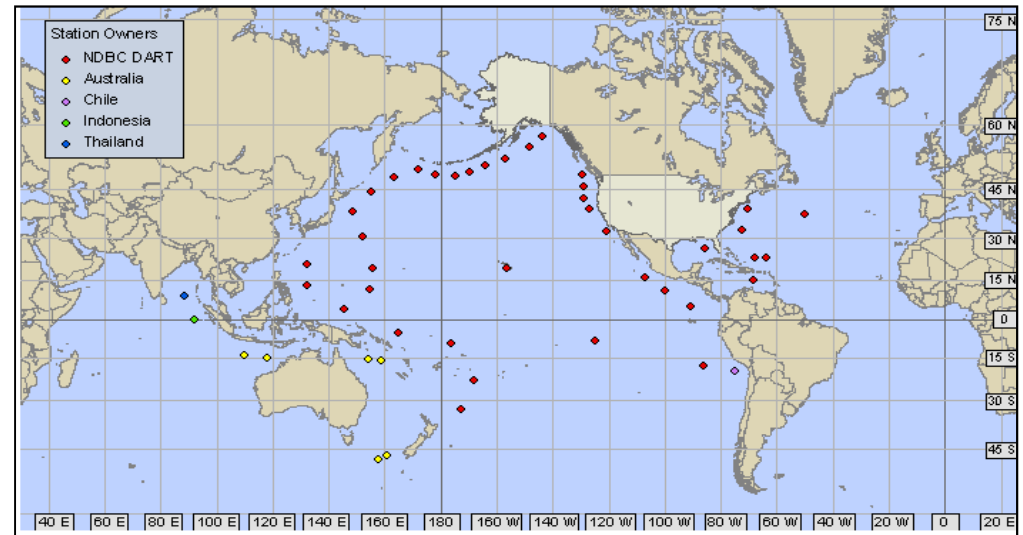 Station Owners
NDBC DART
Australia
Chile
Indonesia
Thailand
75 N
60 N
45 N
30 N
15 N
0
15 S
30 S
45 S
40 E 60 E 80 E 100 E 120 E 140 E 160 E 180 160 W 140 W 120 W 100 W 80 W 60 W 40 W 20 W 0 20 E